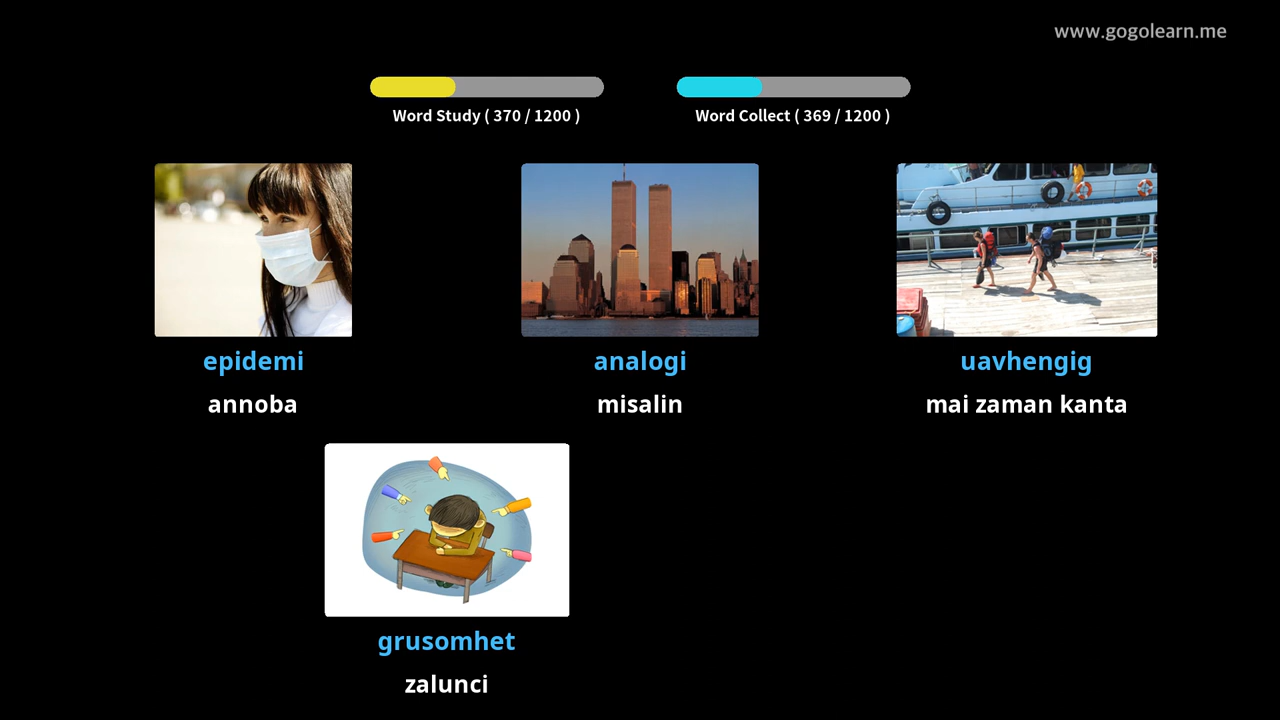 www.gogolearn.me
Word Study ( 370 / 1200 )
Word Collect ( 369 / 1200 )
epidemi
annoba
analogi
misalin
uavhengig
mai zaman kanta
grusomhet
zalunci